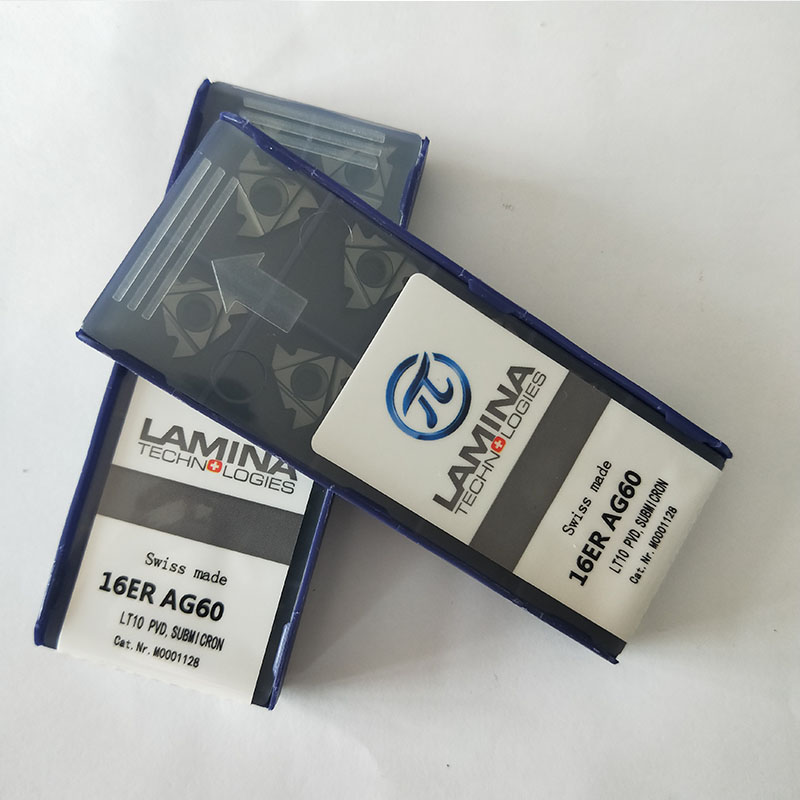 LAMINA
TECHNOLOGIES
Swiss made
16ER AG60
LT10 PVD,SUBMICRON
Cat.Nr.M0001128
π
LAMINA
TECHNOLOGIES
Swiss made
16ER AG60
LT10 PVD,SUBMICRON
Cat.Nr.M0001128